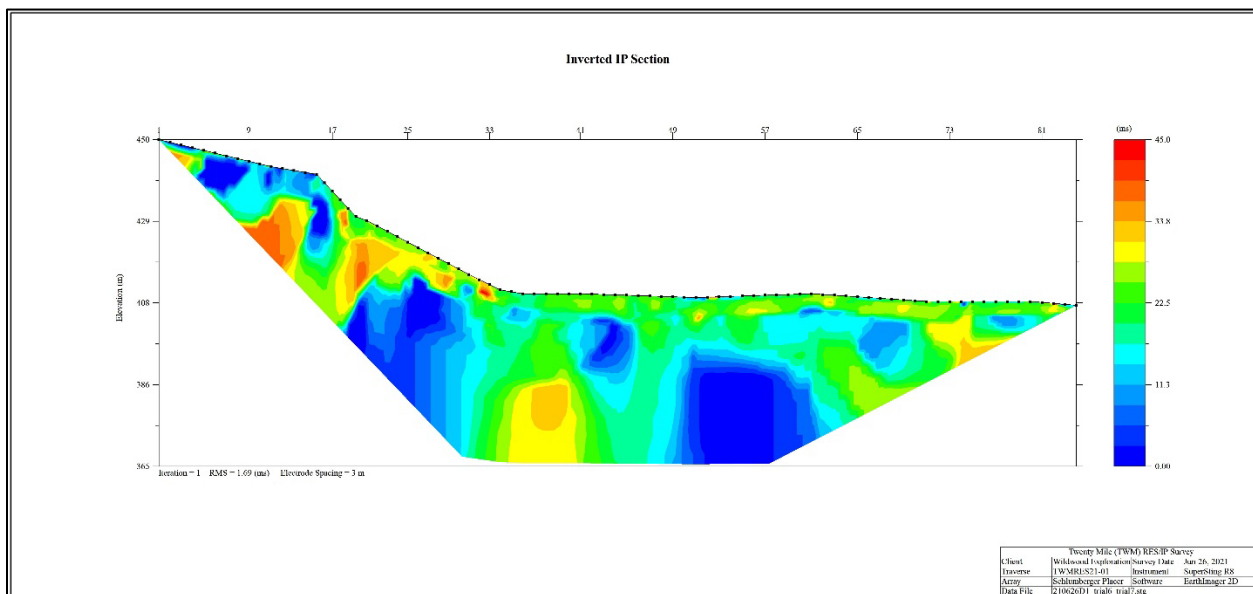 Inverted IP Section
1 9 17 25 33 41 49 57 65 73 81
(ms)
450 45.0
429 33.8
Elevation (m)
408 22.5
386 11.3
365 0.00
Iteration = 1 RMS = 1.69 (ms) Electrode Spacing = 3 m
Twenty Mile (TWM) RES/IP Survey
Client Wildwood Exploration Survey Date Jun 26, 2021
Traverse TWMRES21-01 Instrument SuperSting R8
Array Schlumberger Placer Software EarthImager 2D
Data File 210626D1_trial6_trial7.stg